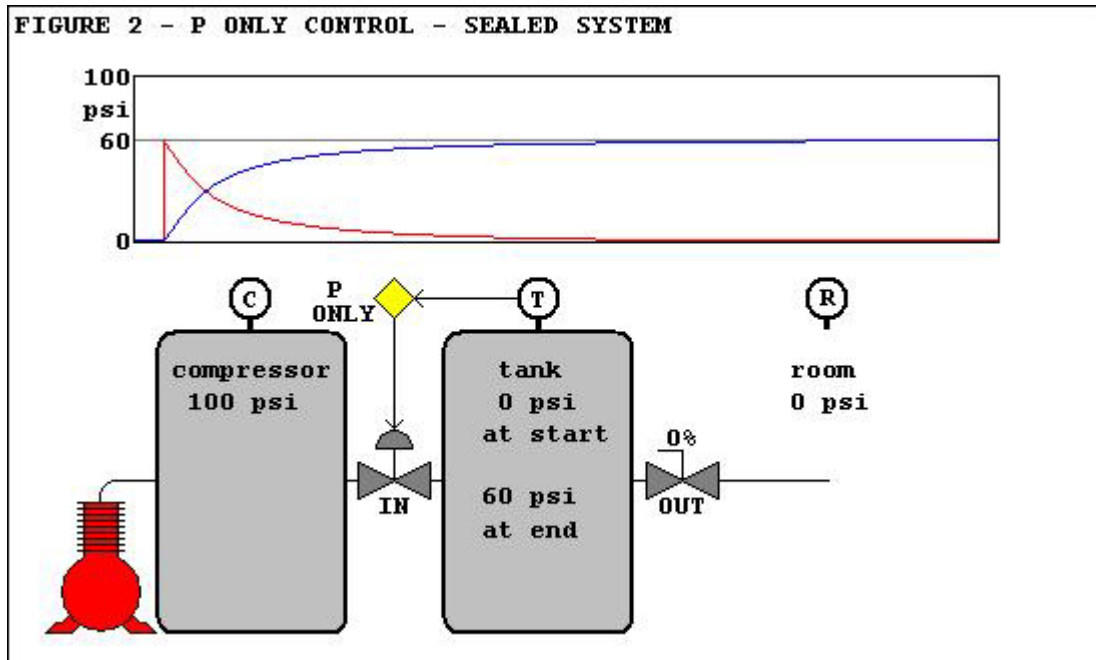 FIGURE 2 - P ONLY CONTROL - SEALED SYSTEM
100
psi
60
0
C
P
ONLY
T
R
compressor
100 psi
tank
0 psi
at start
60 psi
at end
room
0 psi
0%
IN
OUT